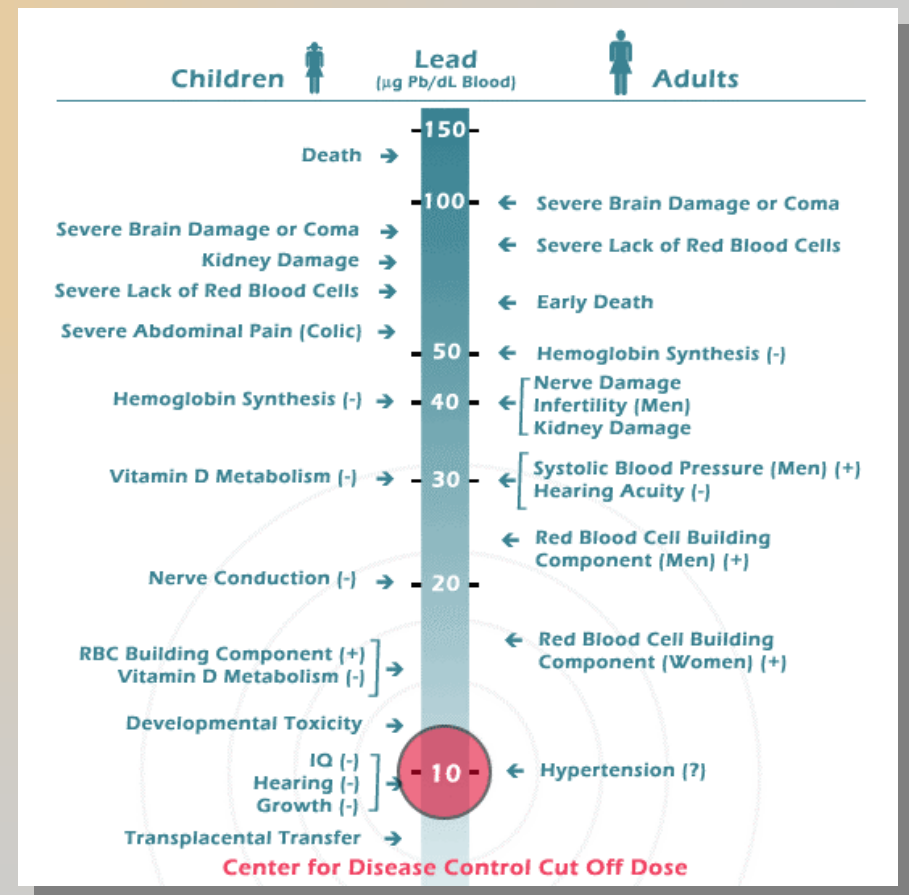 Children
Lead
(µg Pb/dL Blood)
Adults
150
Death
100
Severe Brain Damage or Coma
Severe Brain Damage or Coma
Severe Lack of Red Blood Cells
Kidney Damage
Severe Lack of Red Blood Cells
Early Death
Severe Abdominal Pain (Colic)
50
Hemoglobin Synthesis (-)
Hemoglobin Synthesis (-)
40
Nerve Damage
Infertility (Men)
Kidney Damage
Vitamin D Metabolism (-)
30
Systolic Blood Pressure (Men) (+)
Hearing Acuity (-)
Red Blood Cell Building
Component (Men) (+)
Nerve Conduction (-)
20
Red Blood Cell Building
Component (Women) (+)
RBC Building Component (+)
Vitamin D Metabolism (-)
Developmental Toxicity
IQ (-)
Hearing (-)
Growth (-)
10
Hypertension (?)
Transplacental Transfer
Center for Disease Control Cut Off Dose